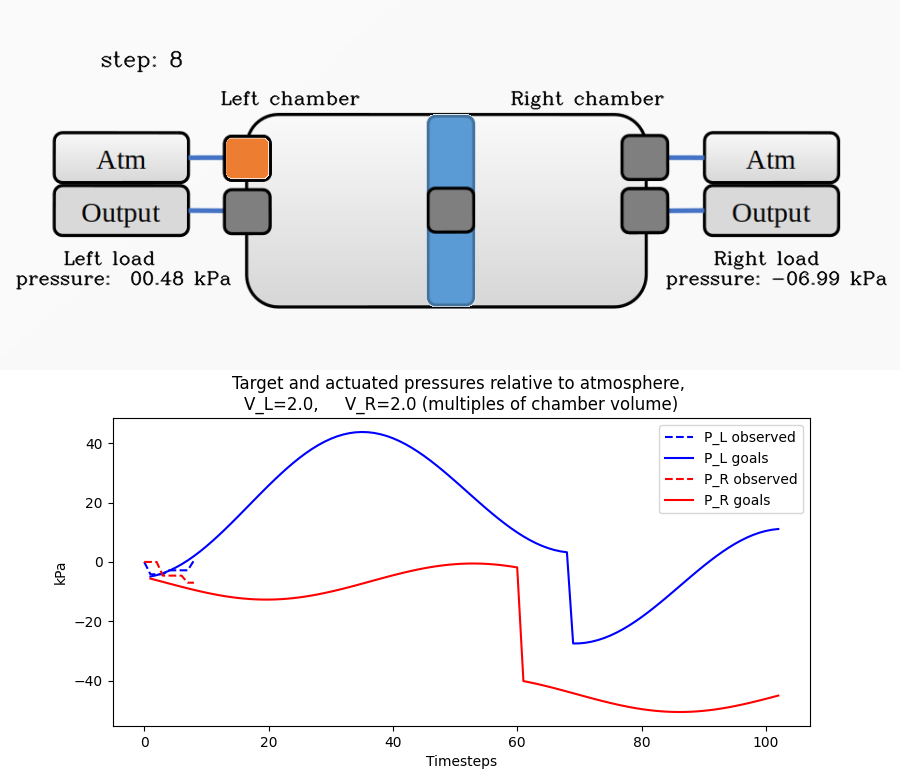 step: 8
Left chamber
Right chamber
Atm
Atm
Output
Output
Left load
pressure: 00.48 kPa
Right load
pressure: −06.99 kPa
Target and actuated pressures relative to atmosphere,
V_L=2.0, V_R=2.0 (multiples of chamber volume)
P_L observed
P_L goals
P_R observed
P_R goals
kPa
40
20
0
−20
−40
0 20 40 60 80 100
Timesteps